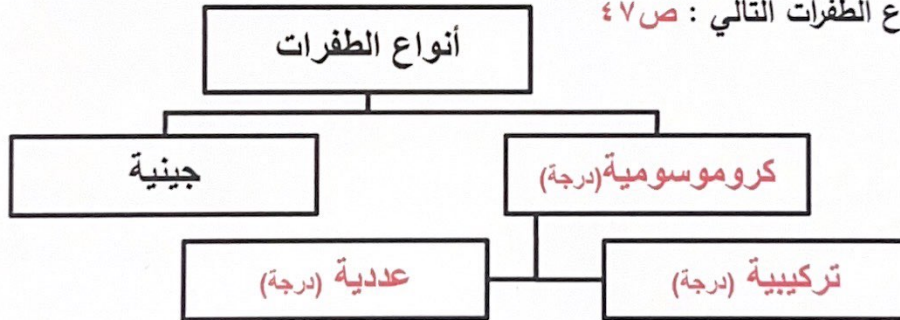 ع الطفرات التالي : ص٤٧
أنواع الطفرات
كروموسومية(درجة)
جينية
تركيبية (درجة)
عددية (درجة)